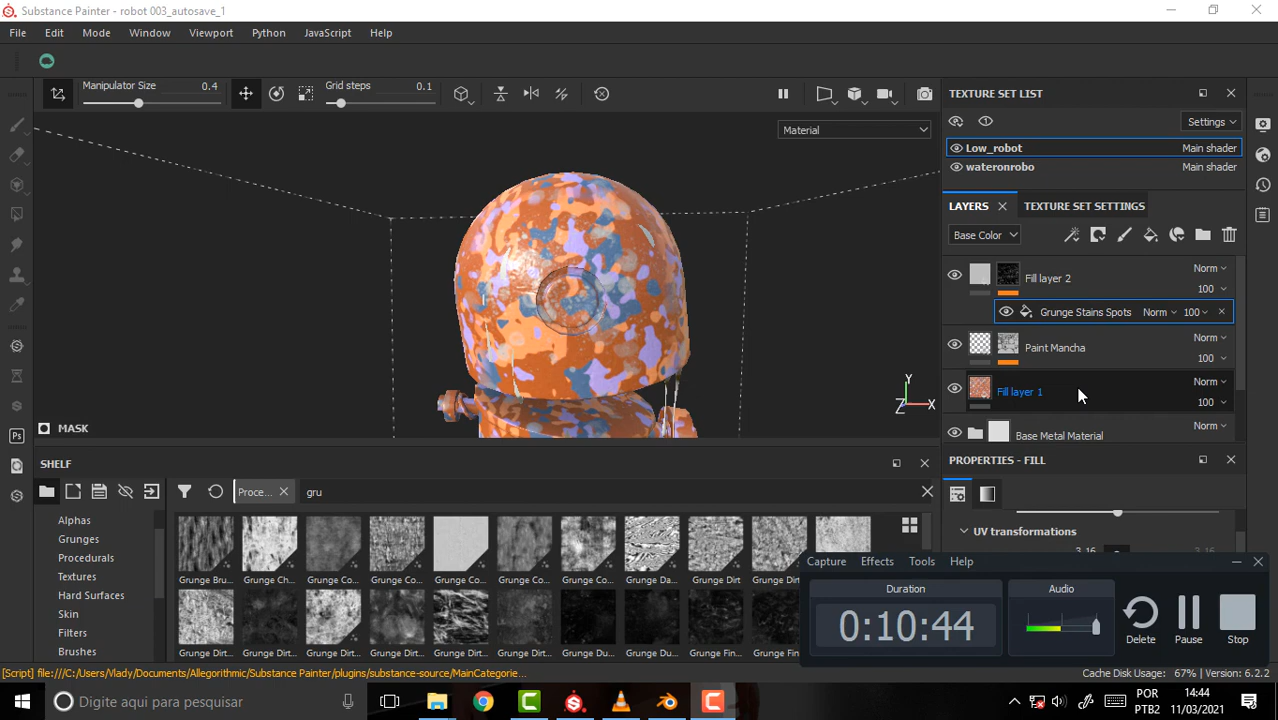 Substance Painter - robot 003_autosave_1
File Edit Mode Window Viewport Python JavaScript Help
Manipulator Size 0.4 Grid steps 0.1
Material
TEXTURE SET LIST
Settings
Low_robot Main shader
wateronrobo Main shader
LAYERS TEXTURE SET SETTINGS
Base Color
Norm
Fill layer 2
100
Grunge Stains Spots Norm 100
Norm
Paint Mancha
100
Norm
Fill layer 1
100
Norm
Base Metal Material
Y
Z X
MASK
PROPERTIES - FILL
UV transformations
3.16 3.16
SHELF
Proce... gru
Alphas
Grunges
Procedurals
Textures
Hard Surfaces
Skin
Filters
Brushes
Grunge Bru... Grunge Ch... Grunge Co... Grunge Co... Grunge Co... Grunge Co... Grunge Co... Grunge Da... Grunge Dirt Grunge Dirt
Grunge Dirt... Grunge Dirt... Grunge Dirt... Grunge Dirt... Grunge Dirt... Grunge Dirt... Grunge Du... Grunge Du... Grunge Fin... Grunge Fin
Capture Effects Tools Help
Duration Audio
0:10:44
Delete Pause Stop
[Script] file:///C:/Users/vlady/Documents/Allegorithmic/Substance Painter/plugins/substance-source/MainCategorie...
Cache Disk Usage: 67% | Version: 6.2.2
Digite aqui para pesquisar
Ps
POR
PTB2
14:44
11/03/2021